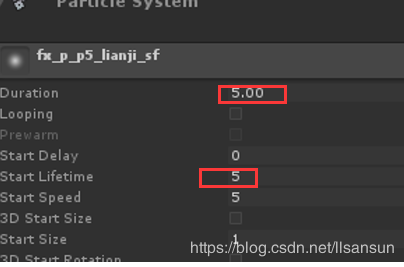 Particle System
fx_p_p5_lianji_sf
Duration 5.00
Looping
Prewarm
Start Delay 0
Start Lifetime 5
Start Speed 5
3D Start Size
Start Size 1
3D Start Rotation
https://blog.csdn.net/llsansun